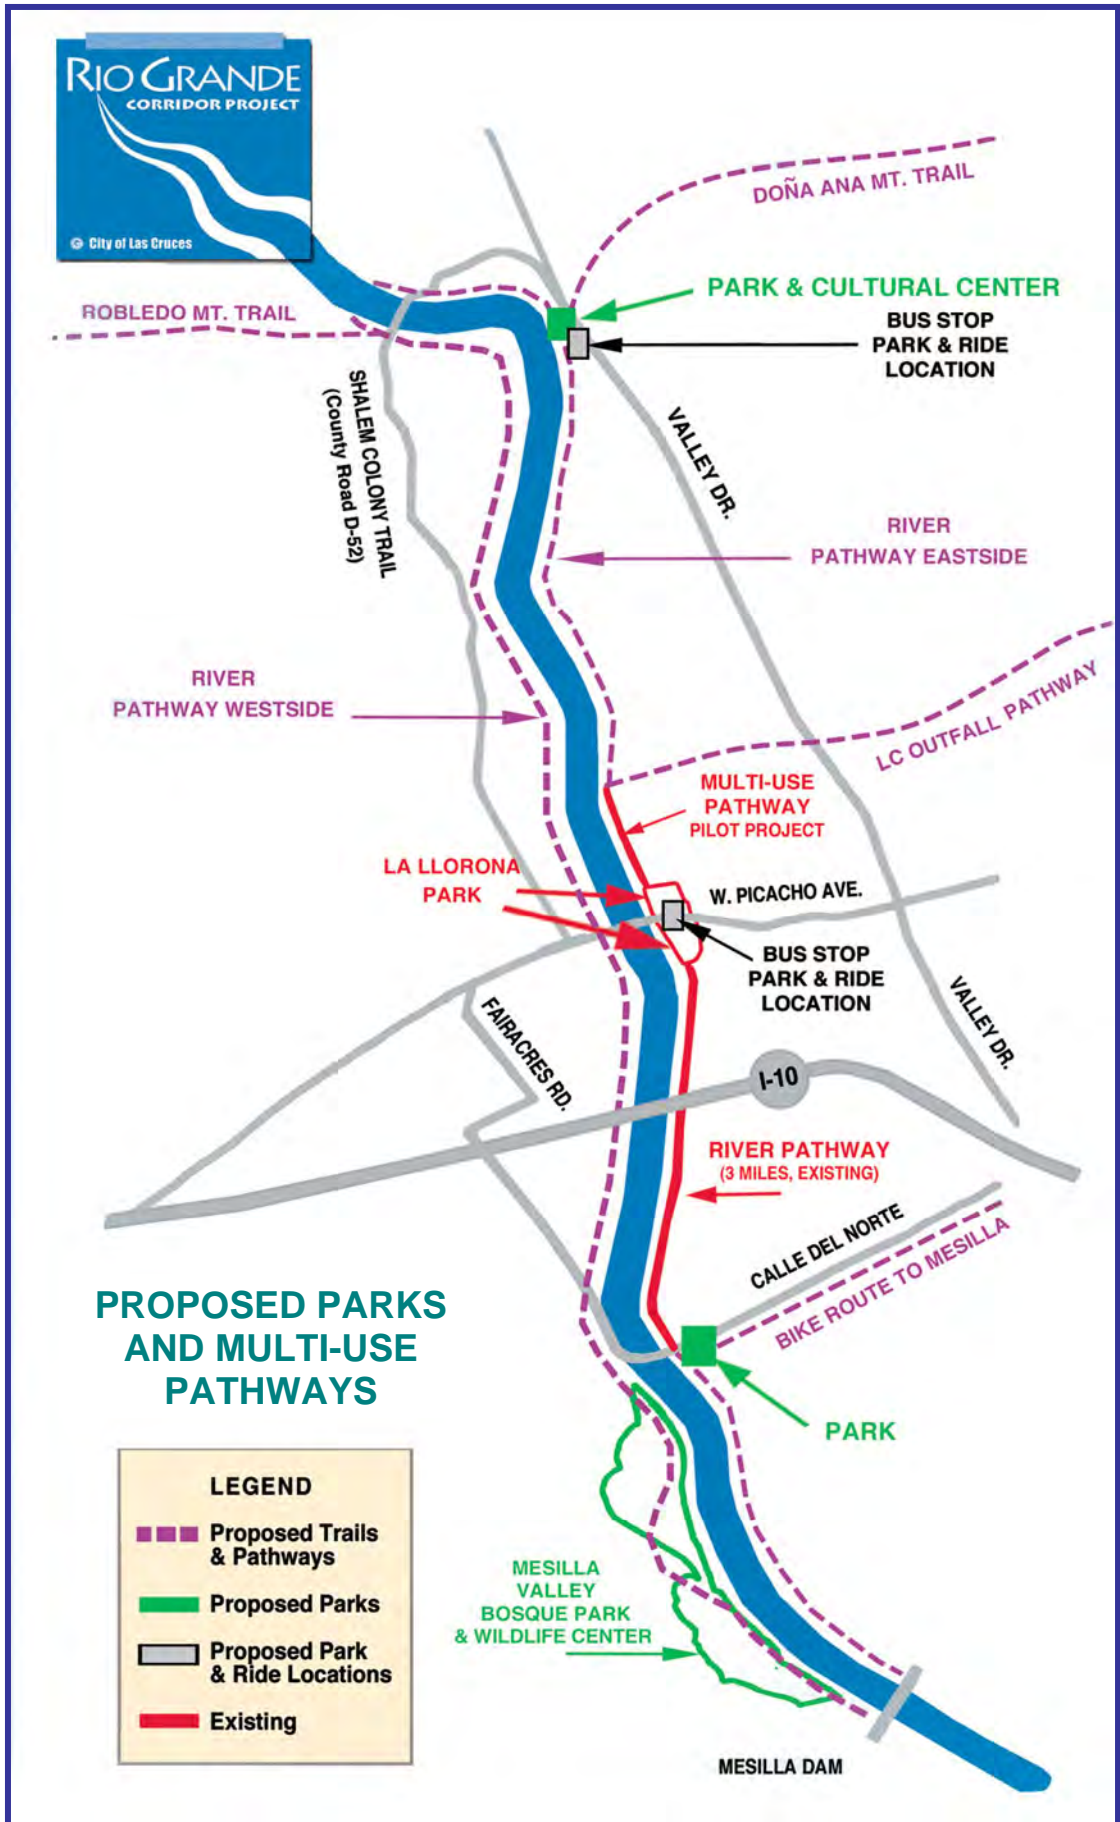 RIO GRANDE
CORRIDOR PROJECT
City of Las Cruces
DOÑA ANA MT. TRAIL
PARK & CULTURAL CENTER
BUS STOP
PARK & RIDE
LOCATION
ROBLEDO MT. TRAIL
SHALEM COLONY TRAIL
(County Road D-52)
VALLEY DR.
RIVER
PATHWAY EASTSIDE
RIVER
PATHWAY WESTSIDE
LC OUTFALL PATHWAY
MULTI-USE
PATHWAY
PILOT PROJECT
LA LLORONA
PARK
W. PICACHO AVE.
BUS STOP
PARK & RIDE
LOCATION
FAIRACRES RD.
VALLEY DR.
I-10
RIVER PATHWAY
(3 MILES, EXISTING)
CALLE DEL NORTE
BIKE ROUTE TO MESILLA
PROPOSED PARKS
AND MULTI-USE
PATHWAYS
PARK
LEGEND
Proposed Trails
& Pathways
Proposed Parks
Proposed Park
& Ride Locations
Existing
MESILLA
VALLEY
BOSQUE PARK
& WILDLIFE CENTER
MESILLA DAM